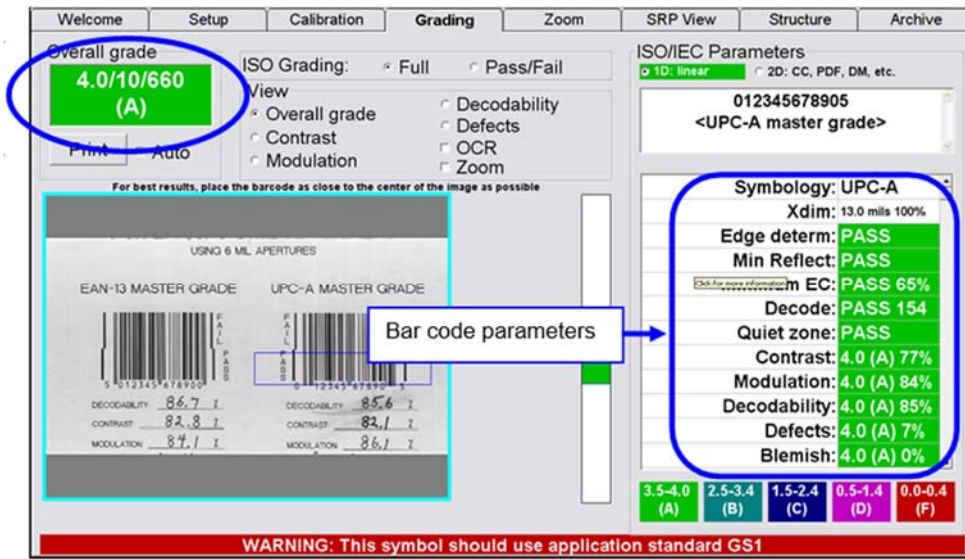 Welcome Setup Calibration Grading Zoom SRP View Structure Archive
Overall grade
4.0/10/660
(A)
Print Auto
ISO Grading: Full Pass/Fail
View
Overall grade
Contrast
Modulation
Decodability
Defects
OCR
Zoom
For best results, place the barcode as close to the center of the image as possible
USING 6 MIL APERTURES
EAN-13 MASTER GRADE UPC-A MASTER GRADE
FAIL
PASS
FAIL
PASS
5 012345 678900
0 12345 67890 5
DECODABILITY 86.7 %
CONTRAST 82.8 %
MODULATION 84.1 %
DECODABILITY 85.6 %
CONTRAST 82.1 %
MODULATION 86.1 %
Bar code parameters
ISO/IEC Parameters
1D: linear 2D: CC, PDF, DM, etc.
012345678905
<UPC-A master grade>
Symbology: UPC-A
Xdim: 13.0 mils 100%
Edge determ: PASS
Min Reflect: PASS
Click for more information
m EC: PASS 65%
Decode: PASS 154
Quiet zone: PASS
Contrast: 4.0 (A) 77%
Modulation: 4.0 (A) 84%
Decodability: 4.0 (A) 85%
Defects: 4.0 (A) 7%
Blemish: 4.0 (A) 0%
3.5-4.0 2.5-3.4 1.5-2.4 0.5-1.4 0.0-0.4
(A) (B) (C) (D) (F)
WARNING: This symbol should use application standard GS1